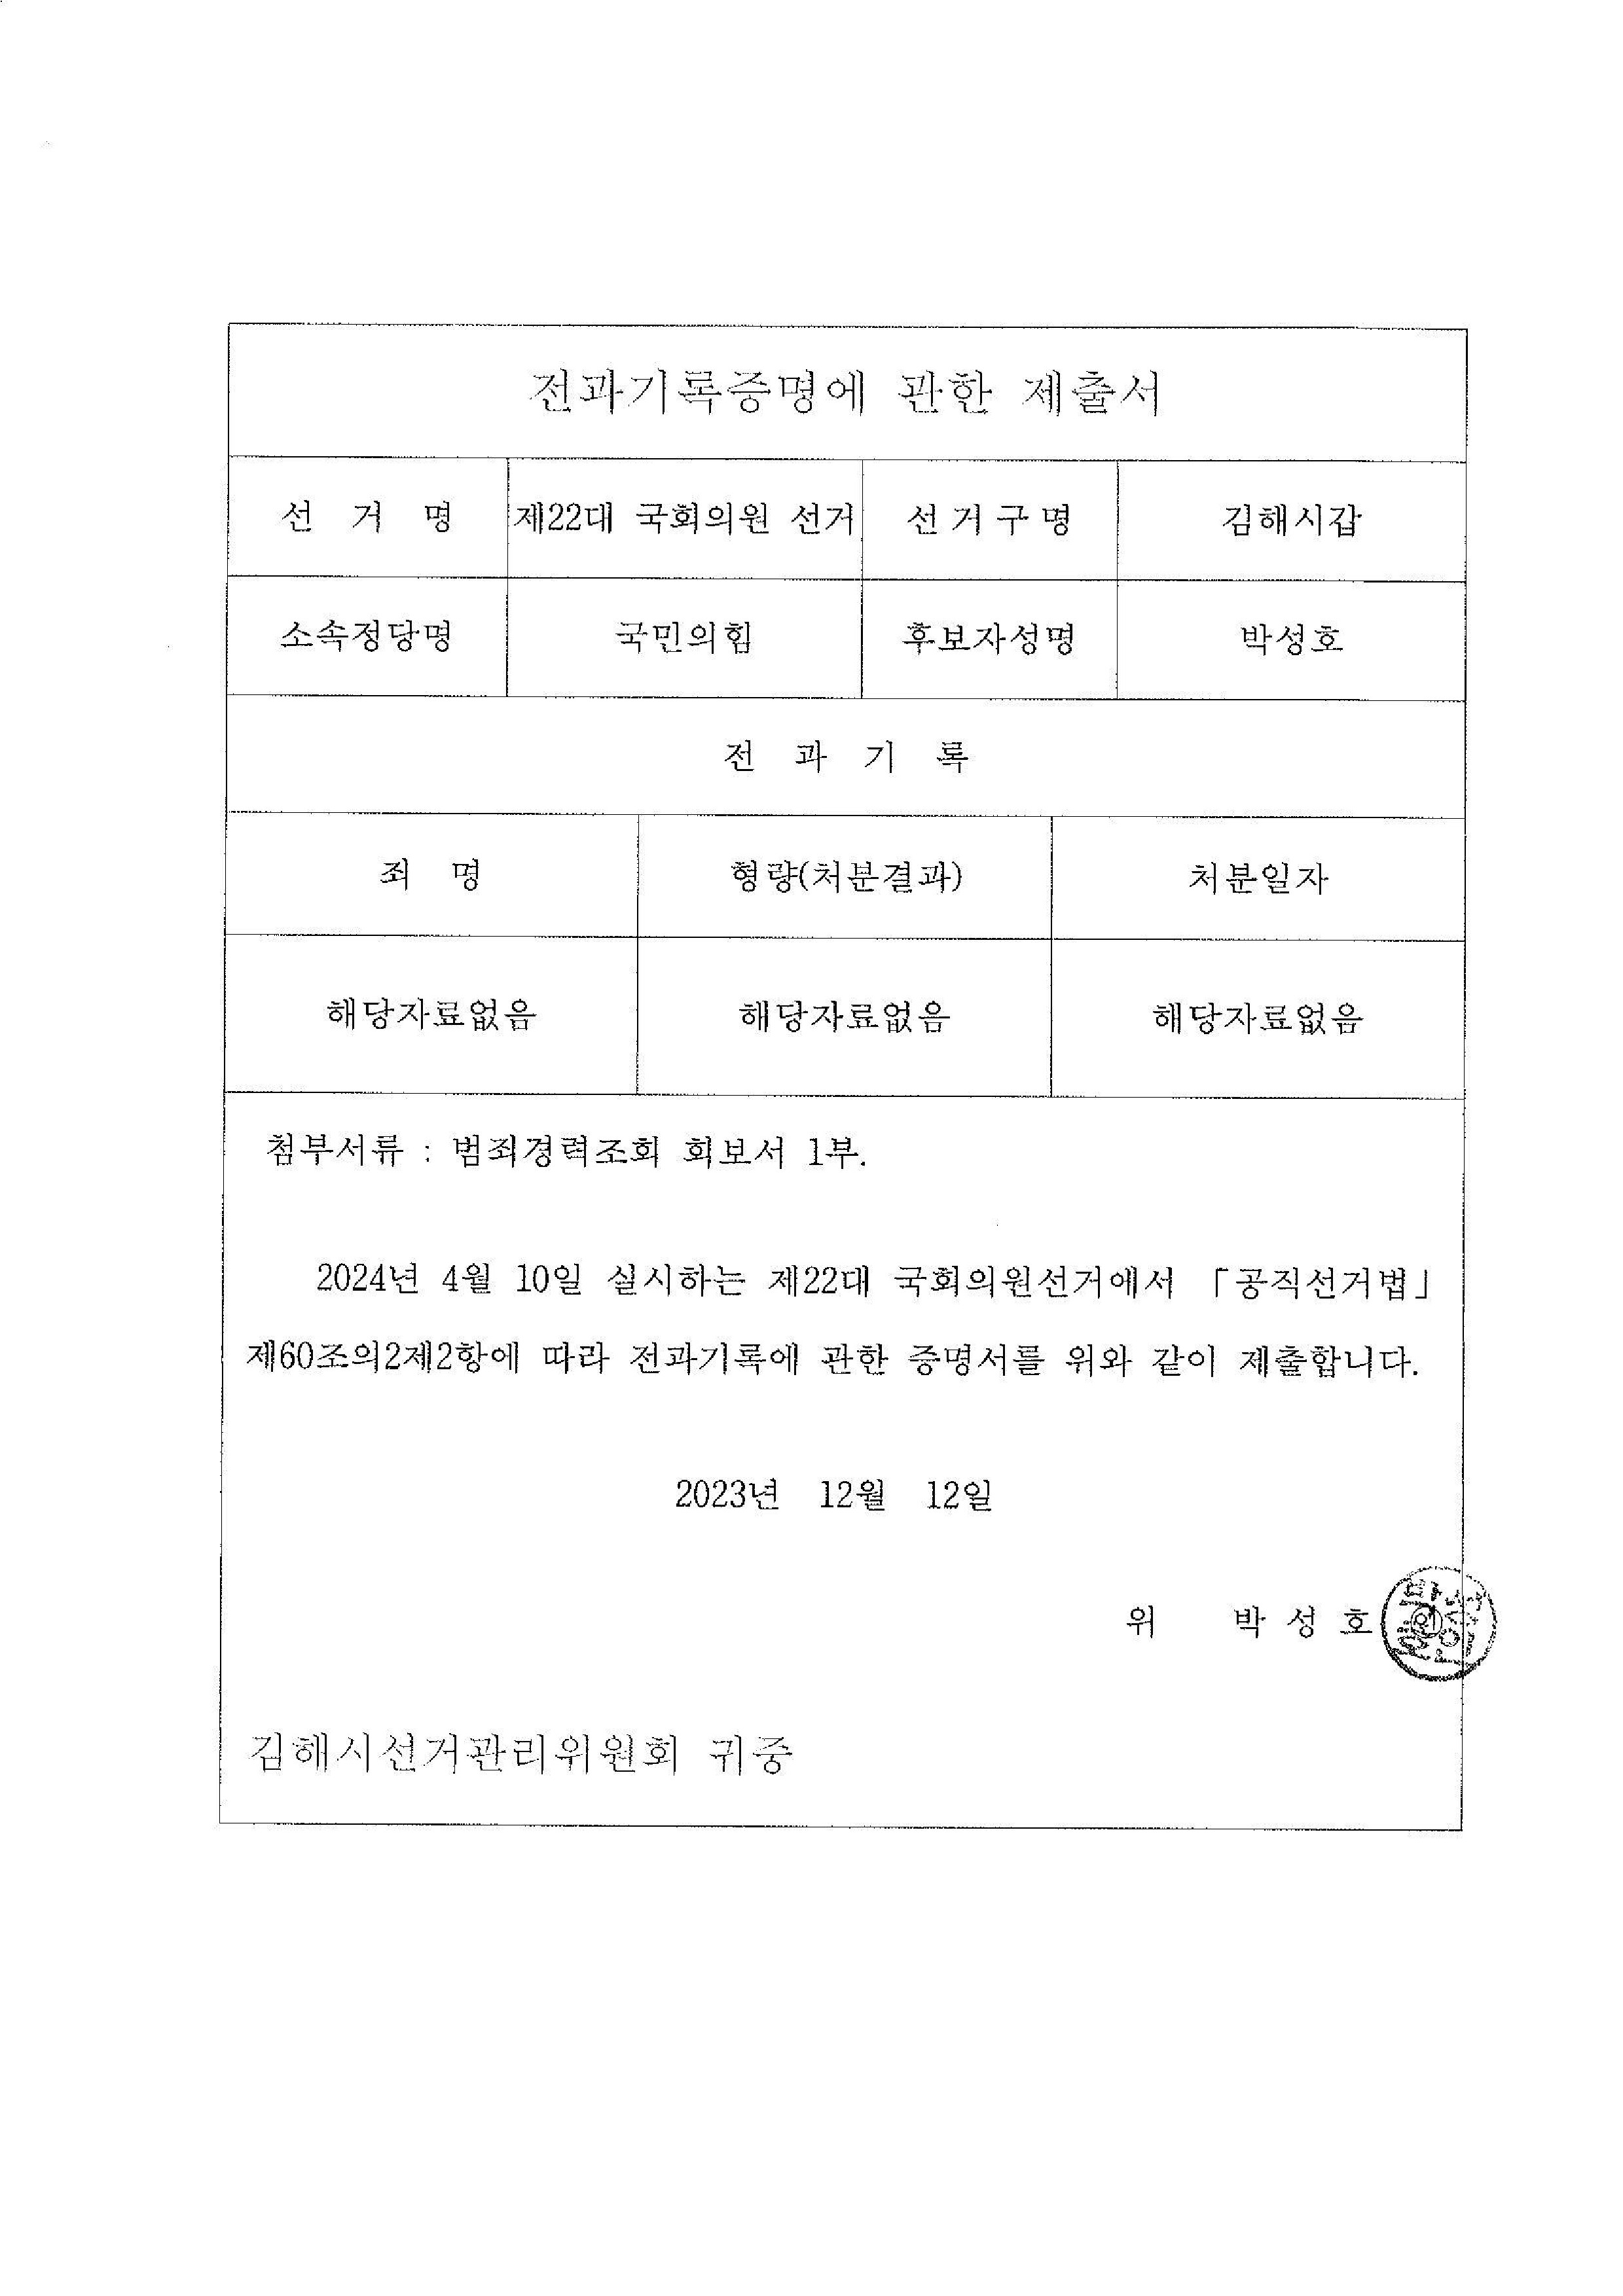 전과기록증명에 관한 제출서
선 거 명 제22대 국회의원 선거 선거구명 김해시갑
소속정당명 국민의힘 후보자성명 박성호
전 과 기 록
죄 명 형량(처분결과) 처분일자
해당자료없음 해당자료없음 해당자료없음
첨부서류 : 범죄경력조회 회보서 1부.
2024년 4월 10일 실시하는 제22대 국회의원선거에서 「공직선거법」
제60조의2제2항에 따라 전과기록에 관한 증명서를 위와 같이 제출합니다.
2023년 12월 12일
위 박 성 호 ㉑
김해시선거관리위원회 귀중